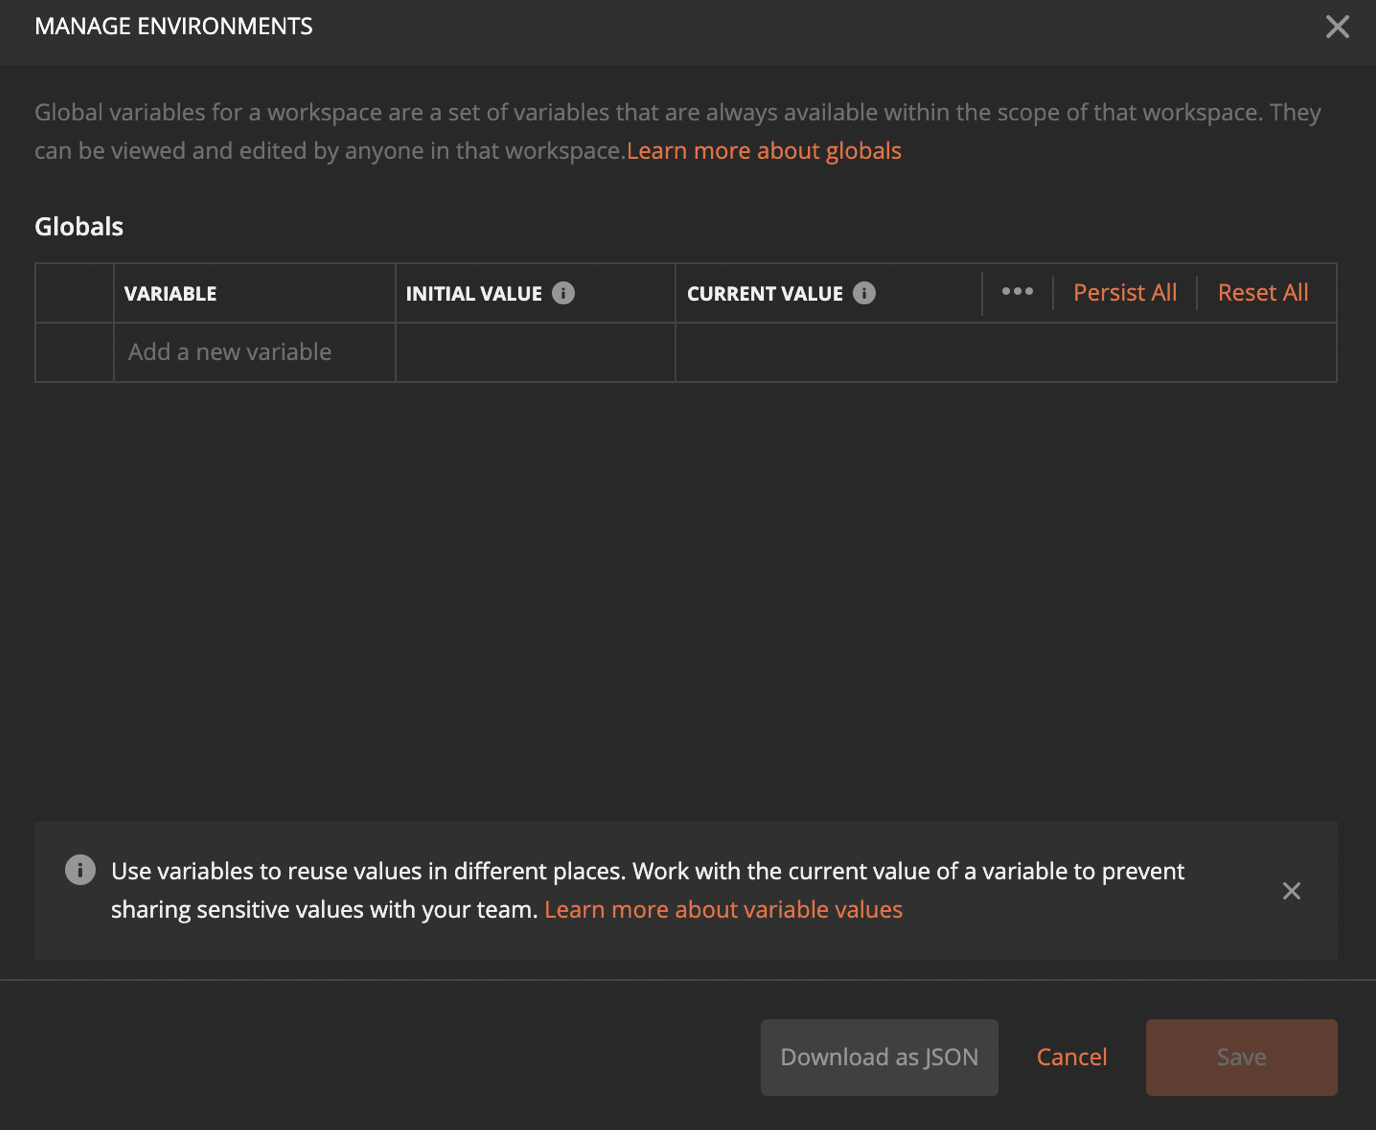 MANAGE ENVIRONMENTS
Global variables for a workspace are a set of variables that are always available within the scope of that workspace. They
can be viewed and edited by anyone in that workspace.Learn more about globals
Globals
VARIABLE INITIAL VALUE CURRENT VALUE Persist All Reset All
Add a new variable
Use variables to reuse values in different places. Work with the current value of a variable to prevent
sharing sensitive values with your team. Learn more about variable values
Download as JSON Cancel Save